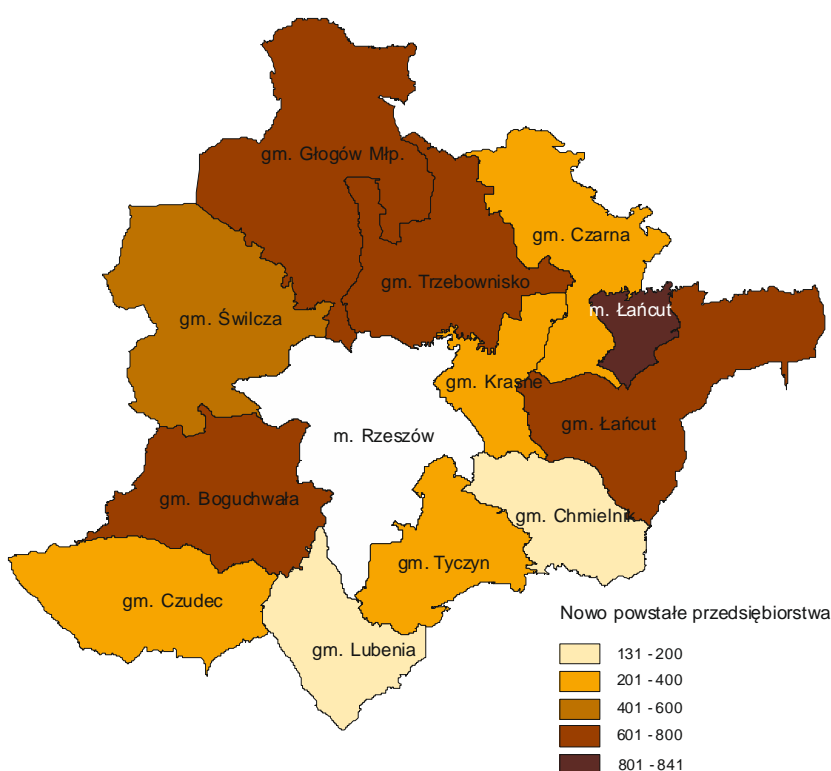 gm. Głogów Młp.
gm. Czarna
gm. Trzebownisko
m. Łańcut
gm. Świlcza
gm. Krasne
gm. Łańcut
m. Rzeszów
gm. Boguchwała
gm. Chmielnik
gm. Tyczyn
gm. Czudec
gm. Lubenia
Nowo powstałe przedsiębiorstwa
131 - 200
201 - 400
401 - 600
601 - 800
801 - 841